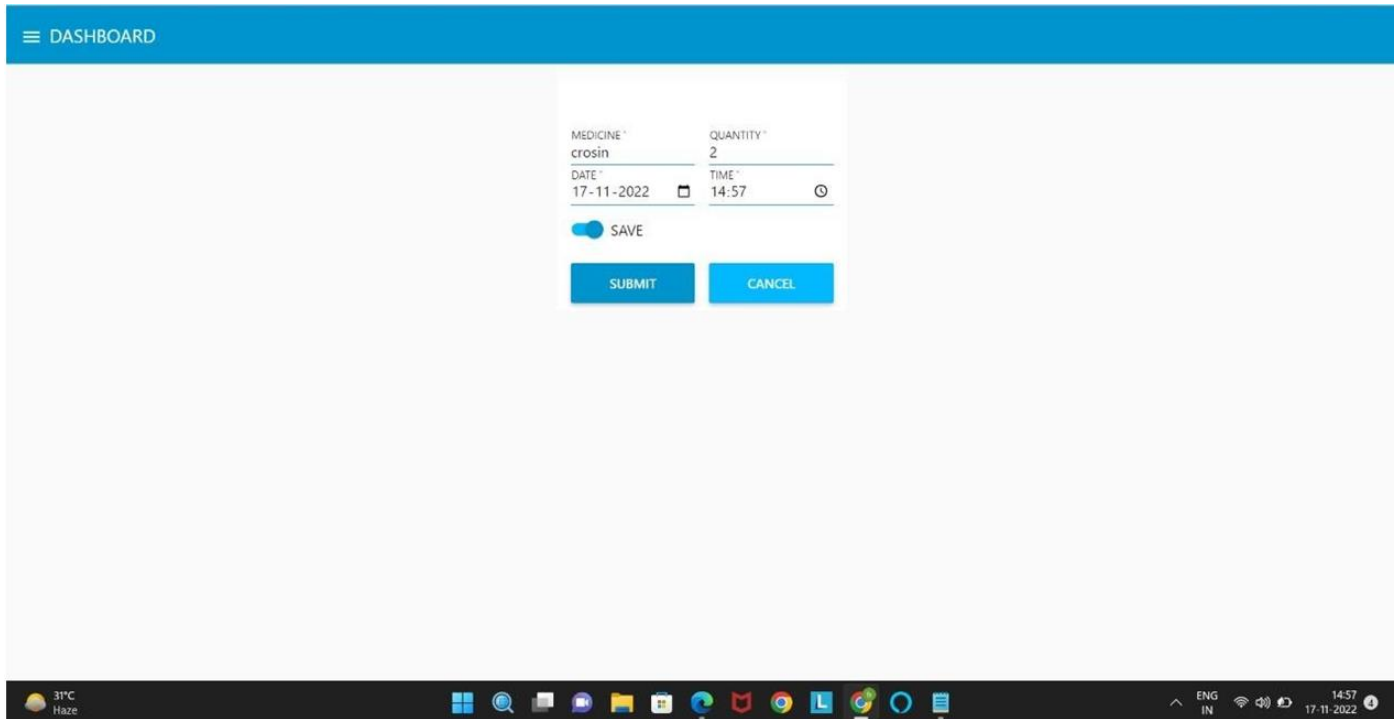 DASHBOARD
MEDICINE * QUANTITY *
crosin 2
DATE * TIME *
17-11-2022 14:57
SAVE
SUBMIT CANCEL
31°C
Haze
L
ENG
IN
14:57
17-11-2022
4